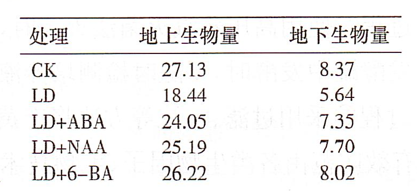 处理 地上生物量 地下生物量
CK 27.13 8.37
LD 18.44 5.64
LD+ABA 24.05 7.35
LD+NAA 25.19 7.70
LD+6-BA 26.22 8.02